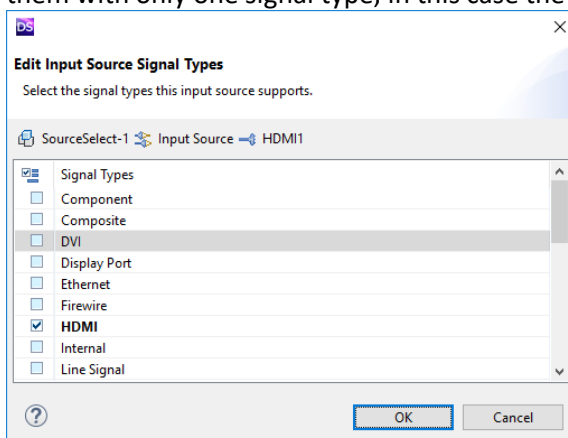 them with only one signal type, in this case the
DS
Edit Input Source Signal Types
Select the signal types this input source supports.
SourceSelect-1 Input Source HDMI1
Signal Types
Component
Composite
DVI
Display Port
Ethernet
Firewire
HDMI
Internal
Line Signal
? OK Cancel